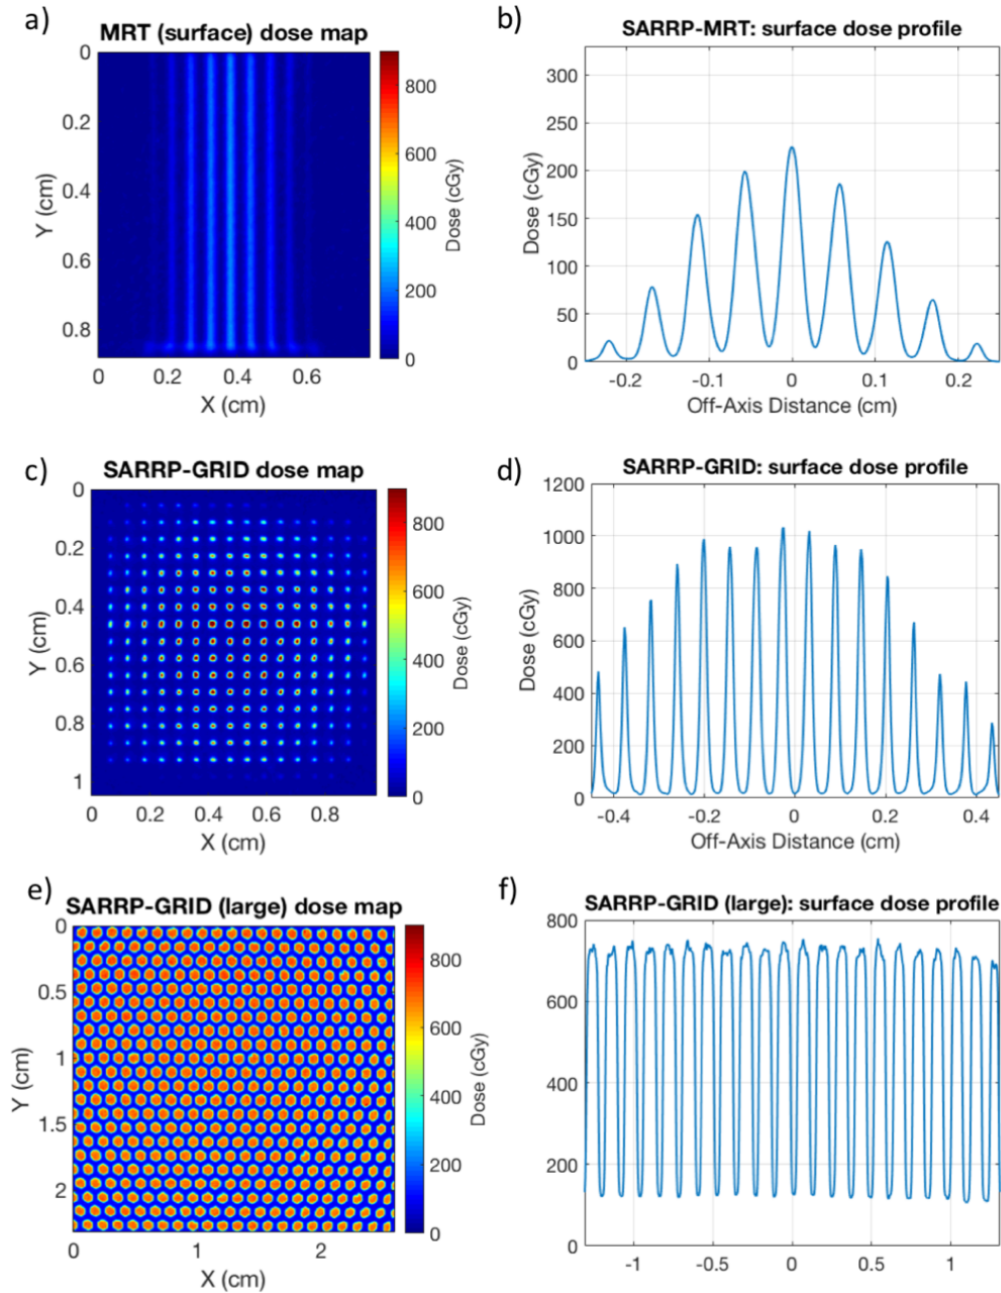 a)
MRT (surface) dose map
0
0.2
0.4
0.6
0.8
Y (cm)
0 0.2 0.4 0.6
X (cm)
800
600
400
200
0
Dose (cGy)
b)
SARRP-MRT: surface dose profile
300
250
200
150
100
50
0
Dose (cGy)
-0.2 -0.1 0 0.1 0.2
Off-Axis Distance (cm)
c)
SARRP-GRID dose map
0
0.2
0.4
0.6
0.8
1
Y (cm)
0 0.2 0.4 0.6 0.8
X (cm)
800
600
400
200
0
Dose (cGy)
d)
SARRP-GRID: surface dose profile
1200
1000
800
600
400
200
0
Dose (cGy)
-0.4 -0.2 0 0.2 0.4
Off-Axis Distance (cm)
e)
SARRP-GRID (large) dose map
0
0.5
1
1.5
2
Y (cm)
0 1 2
X (cm)
800
600
400
200
0
Dose (cGy)
f)
SARRP-GRID (large): surface dose profile
800
600
400
200
0
-1 -0.5 0 0.5 1